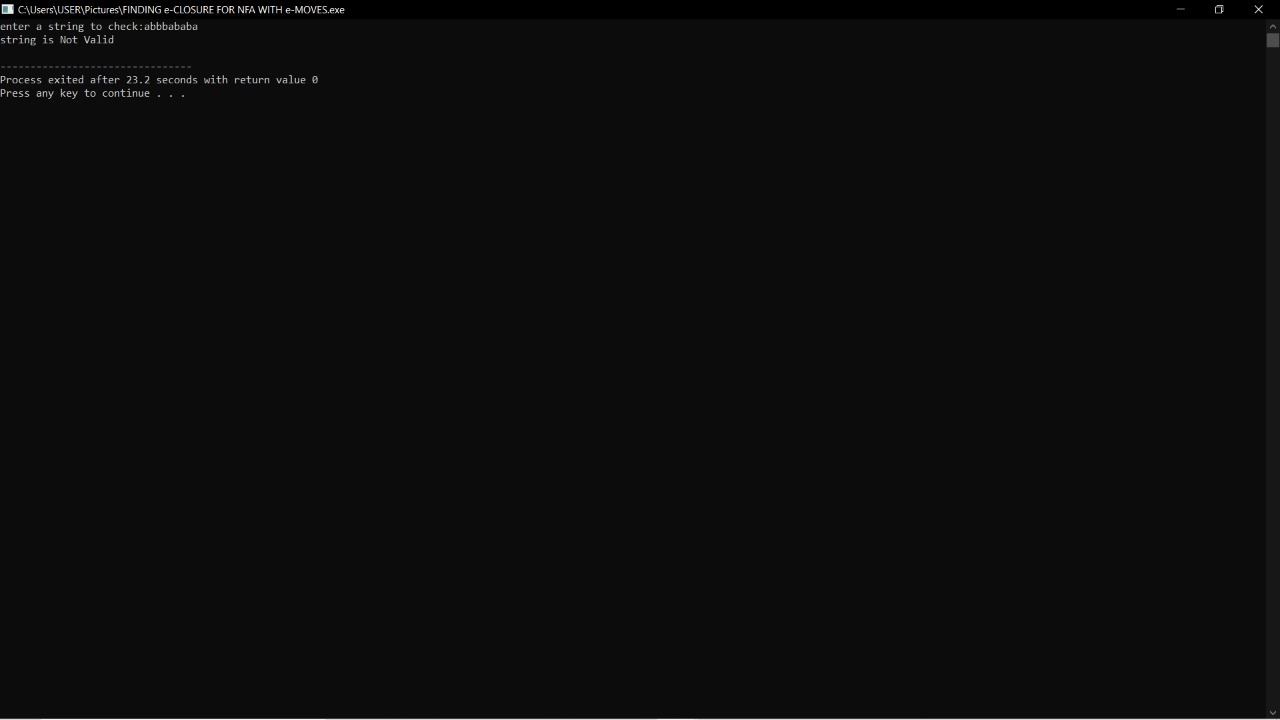 C:\Users\USER\Pictures\FINDING e-CLOSURE FOR NFA WITH e-MOVES.exe
enter a string to check:abbbababa
string is Not Valid
--------------------------------
Process exited after 23.2 seconds with return value 0
Press any key to continue . . .